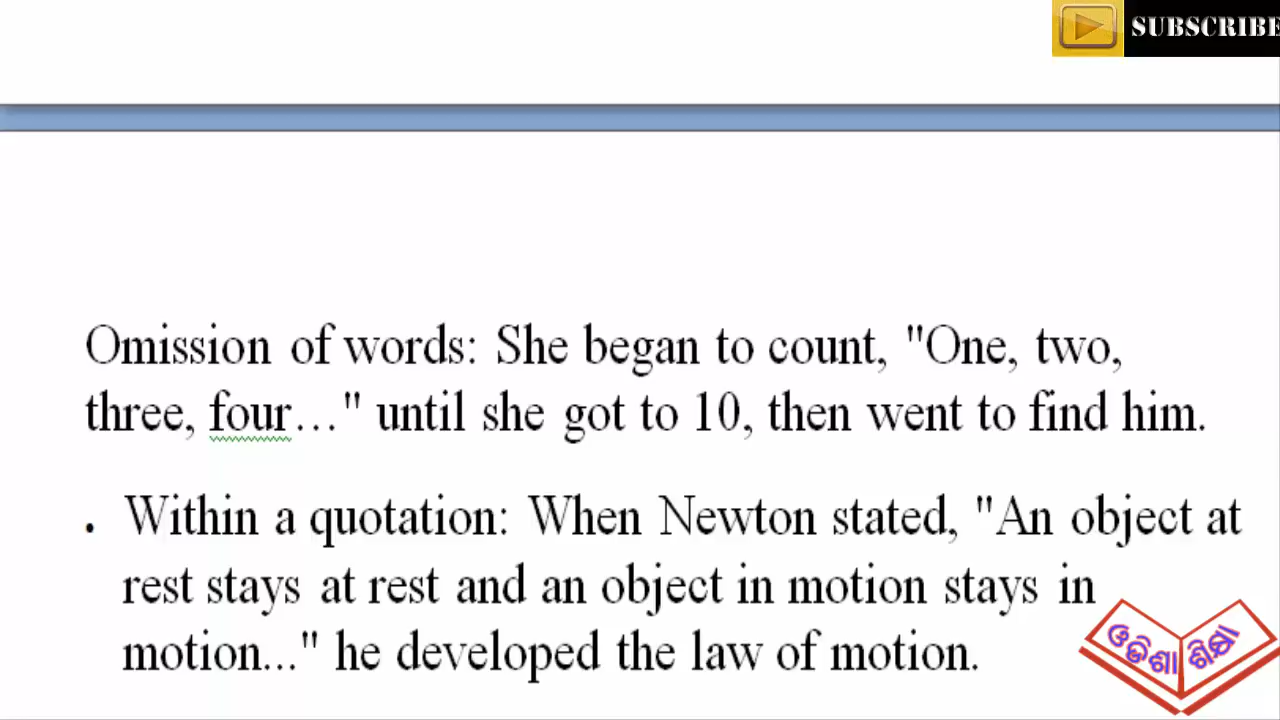 SUBSCRIBE
Omission of words: She began to count, "One, two,
three, four..." until she got to 10, then went to find him.
• Within a quotation: When Newton stated, "An object at
rest stays at rest and an object in motion stays in
motion..." he developed the law of motion.
ଓଡିଶା ଶିକ୍ଷା